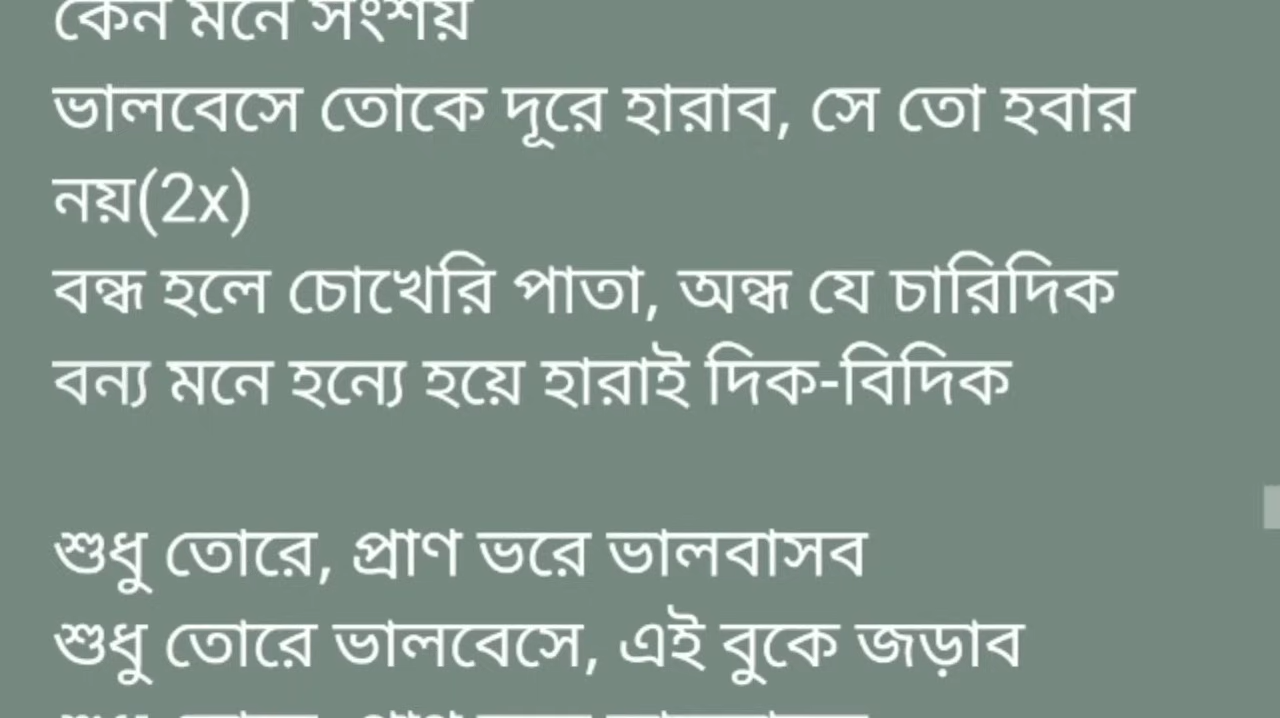 কেন মনে সংশয়
ভালবেসে তোকে দূরে হারাব, সে তো হবার
নয়(2x)
বন্ধ হলে চোখেরি পাতা, অন্ধ যে চারিদিক
বন্য মনে হন্যে হয়ে হারাই দিক-বিদিক
শুধু তোরে, প্রাণ ভরে ভালবাসব
শুধু তোরে ভালবেসে, এই বুকে জড়াব